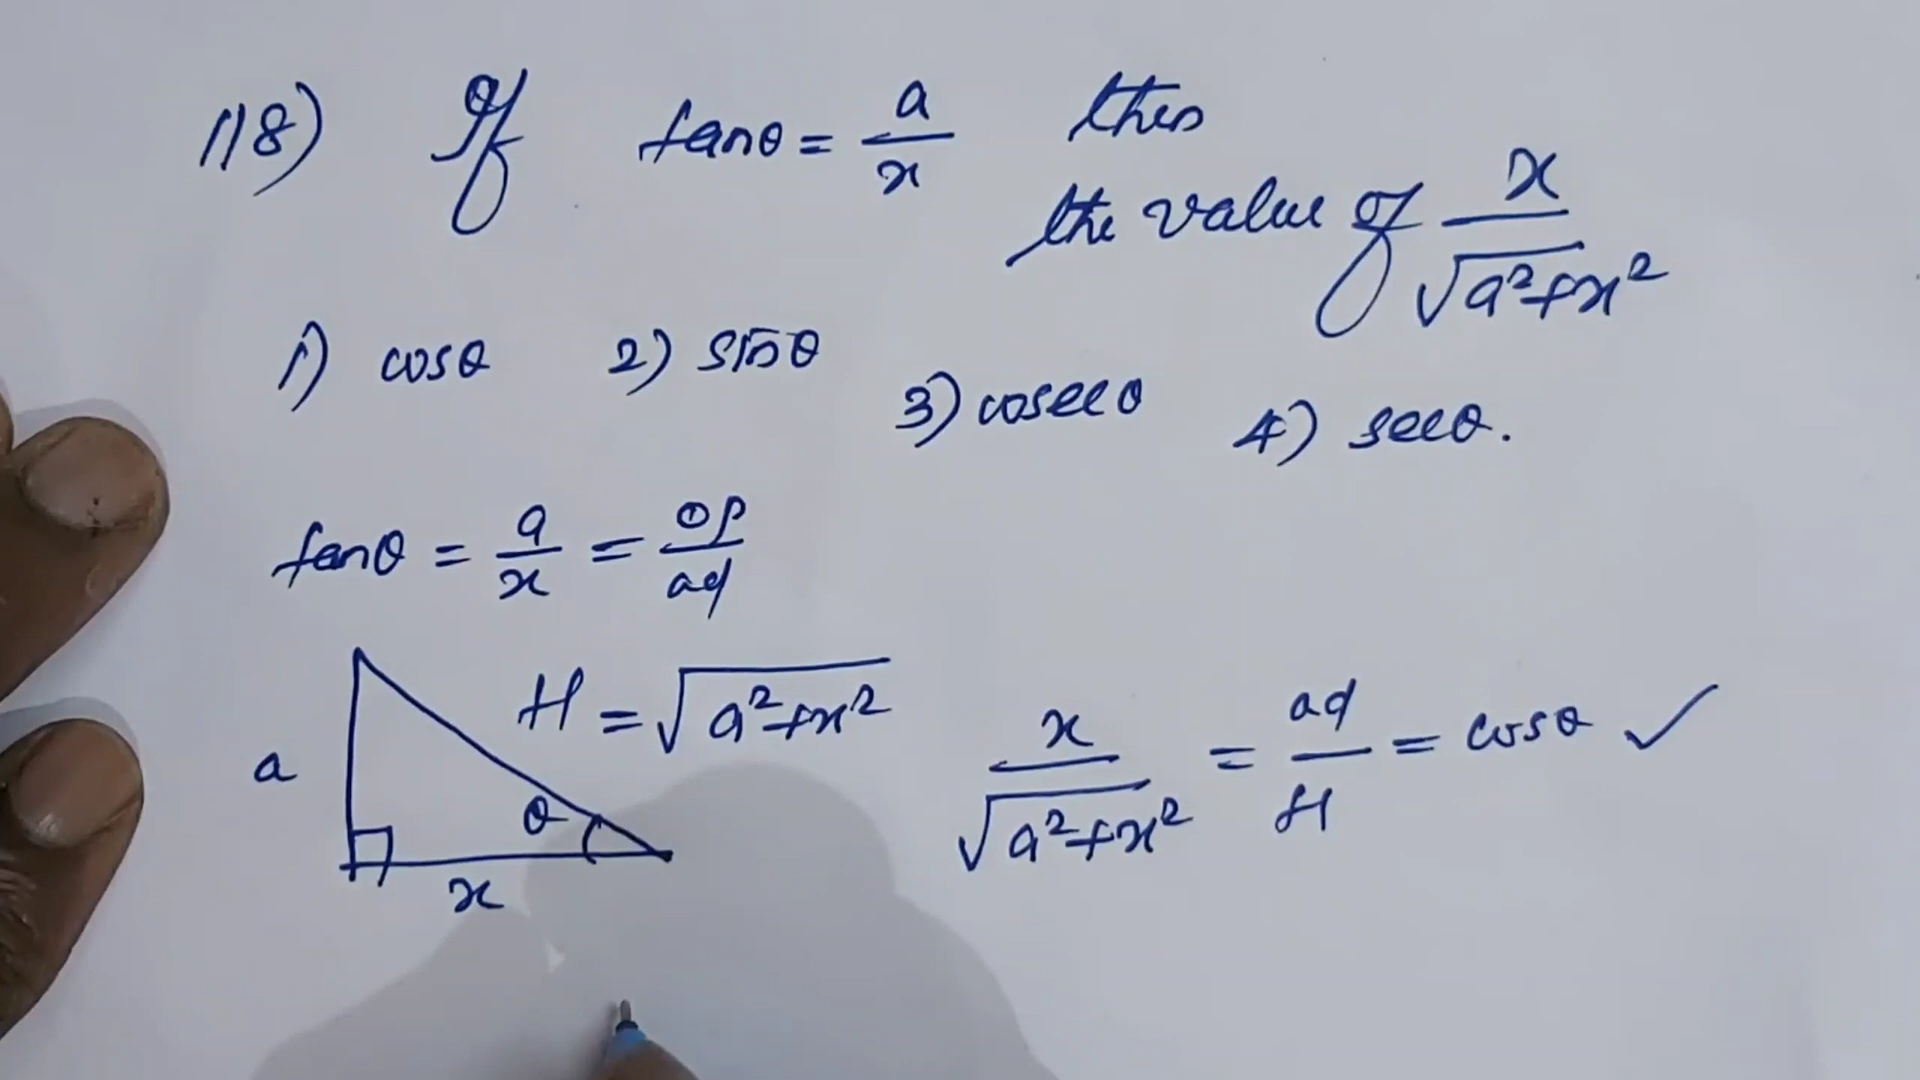 118) If tanθ = a/x then
the value of x/√a²+x²
1) cosθ 2) sinθ
3) cosecθ 4) secθ.
tanθ = a/x = op/ad
H = √a²+x²
a
θ
x
x/√a²+x² = ad/H = cosθ ✓